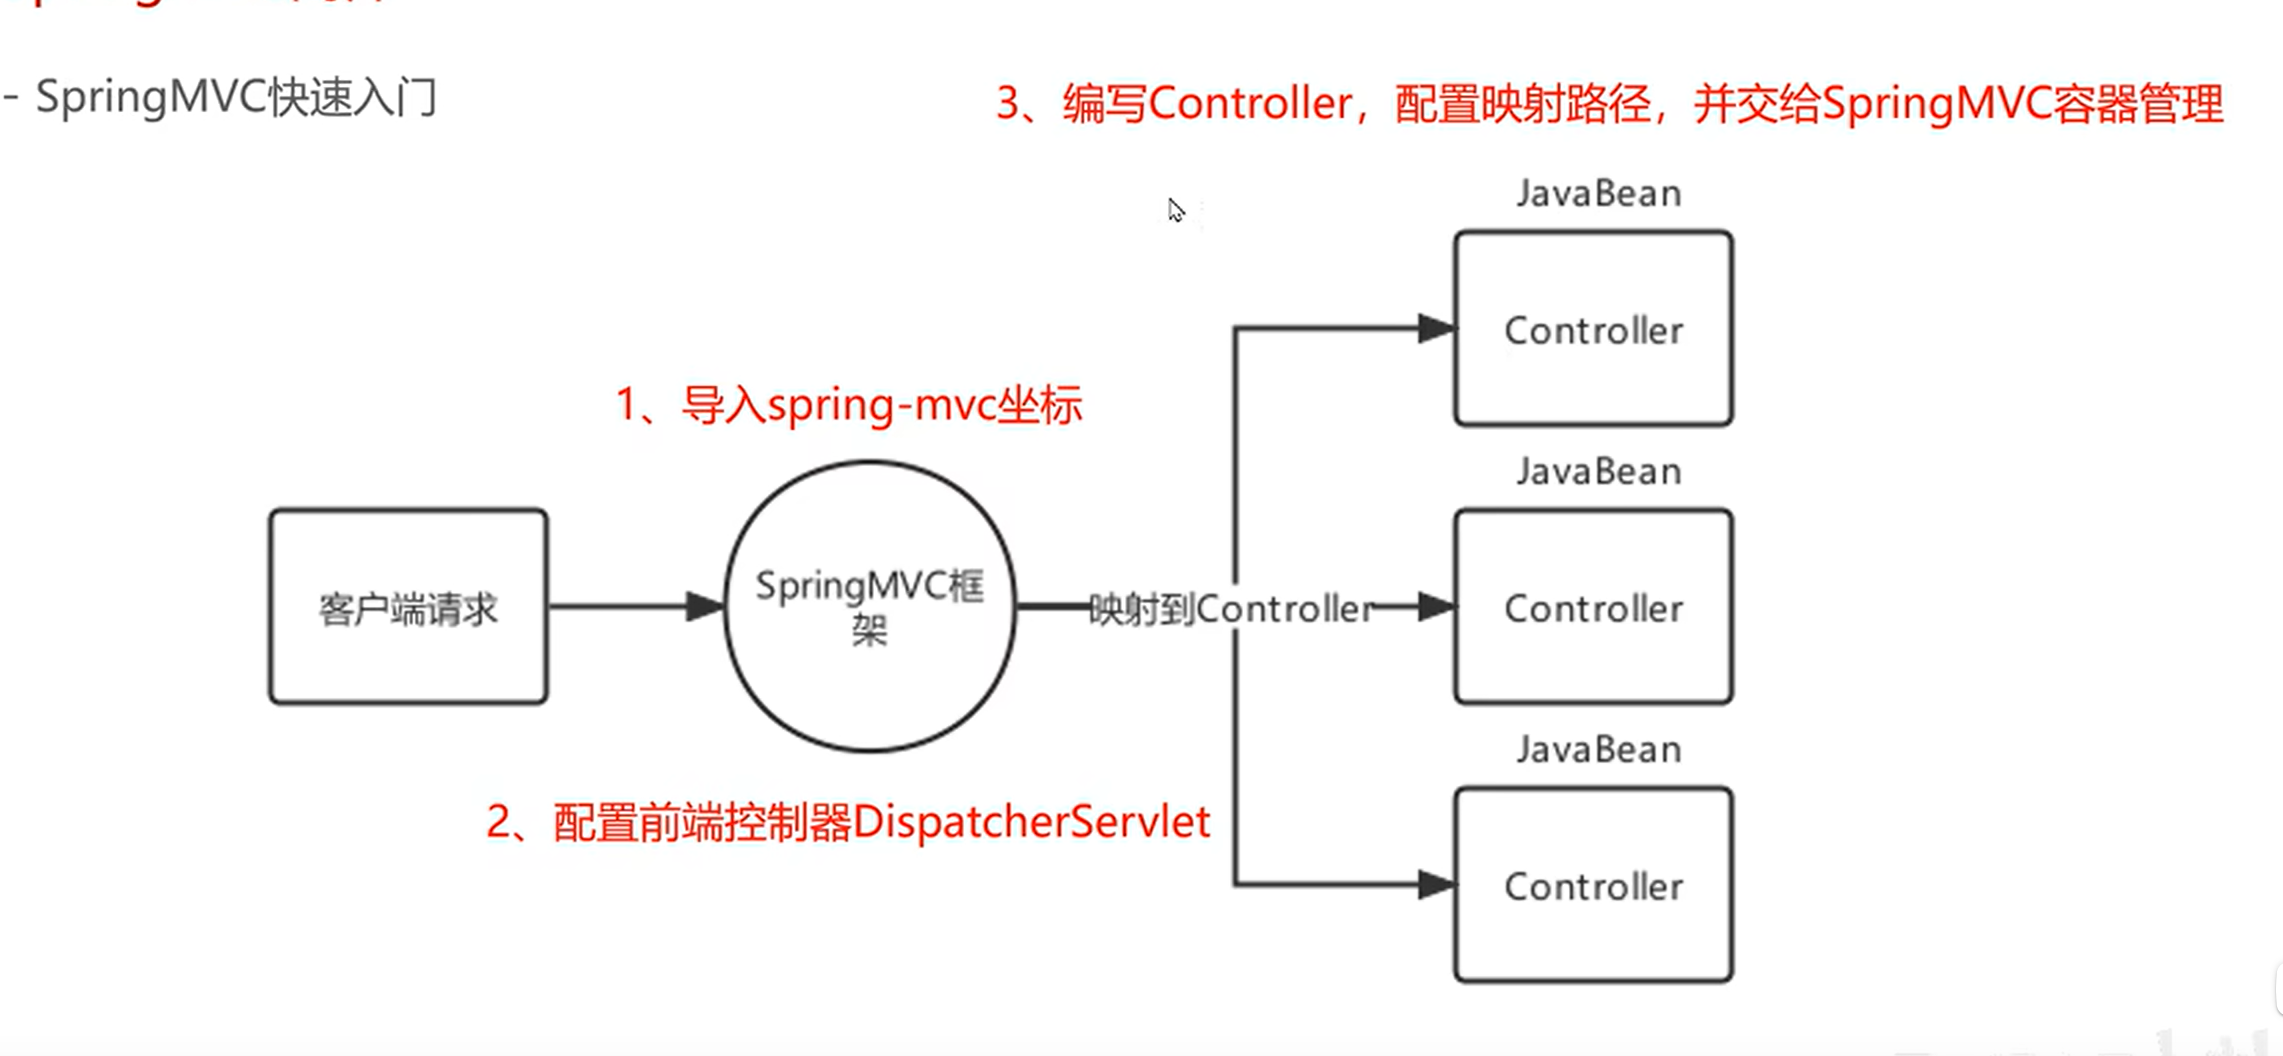 - SpringMVC快速入门
3、编写Controller，配置映射路径，并交给SpringMVC容器管理
JavaBean
Controller
1、导入spring-mvc坐标
JavaBean
客户端请求
SpringMVC框
架
映射到Controller
Controller
JavaBean
2、配置前端控制器DispatcherServlet
Controller